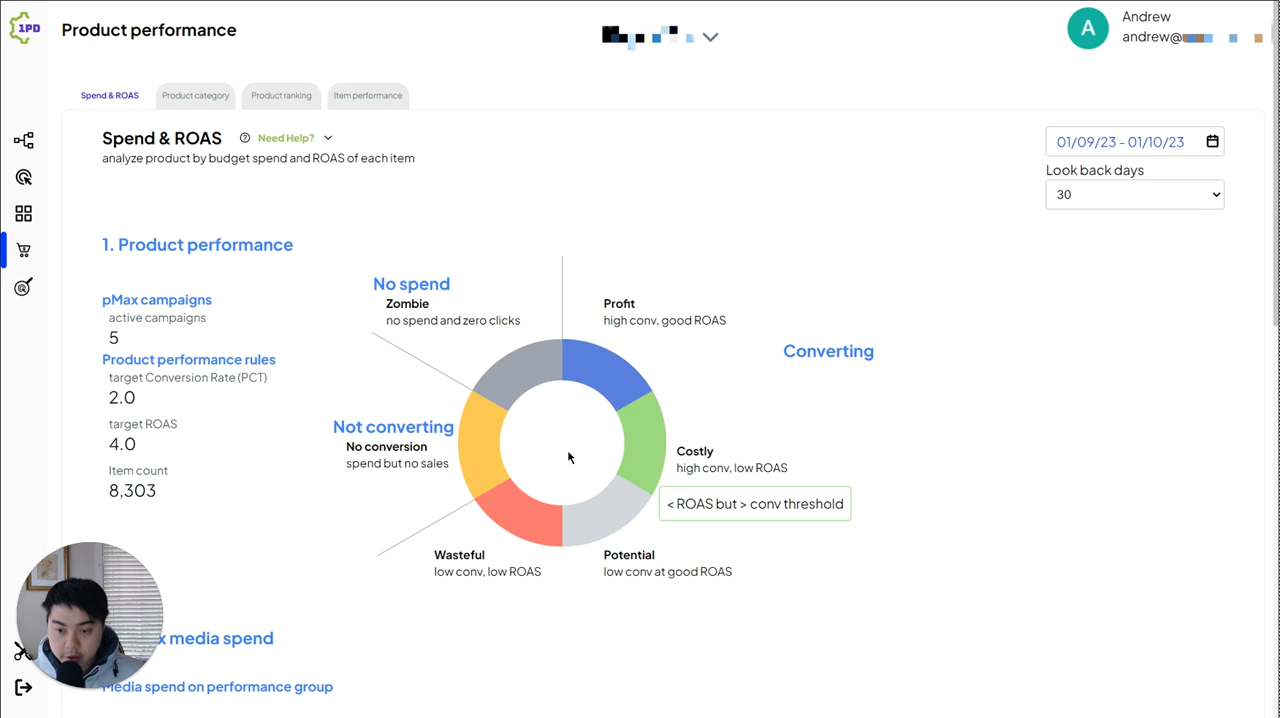 1PD
Product performance
A
Andrew
andrew@
Spend & ROAS
Product category
Product ranking
Item performance
Spend & ROAS
Need Help?
analyze product by budget spend and ROAS of each item
01/09/23 - 01/10/23
Look back days
30
1. Product performance
pMax campaigns
active campaigns
5
Product performance rules
target Conversion Rate (PCT)
2.0
target ROAS
4.0
Item count
8,303
No spend
Zombie
no spend and zero clicks
Profit
high conv, good ROAS
Converting
Not converting
No conversion
spend but no sales
Costly
high conv, low ROAS
< ROAS but > conv threshold
Wasteful
low conv, low ROAS
Potential
low conv at good ROAS
media spend
Media spend on performance group